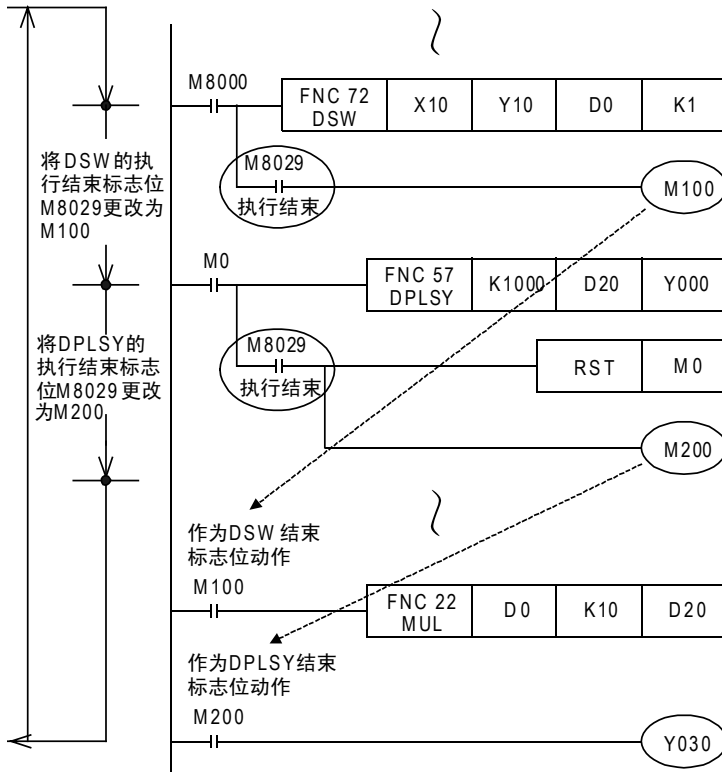 M8000
FNC 72 DSW X10 Y10 D0 K1
将DSW的执
行结束标志位
M8029更改为
M100
M8029
执行结束
M100
M0
FNC 57 DPLSY K1000 D20 Y000
将DPLSY的
执行结束标志
位M8029更改
为M200
M8029
执行结束
RST M0
M200
作为DSW结束
标志位动作
M100
FNC 22 MUL D0 K10 D20
作为DPLSY结束
标志位动作
M200
Y030